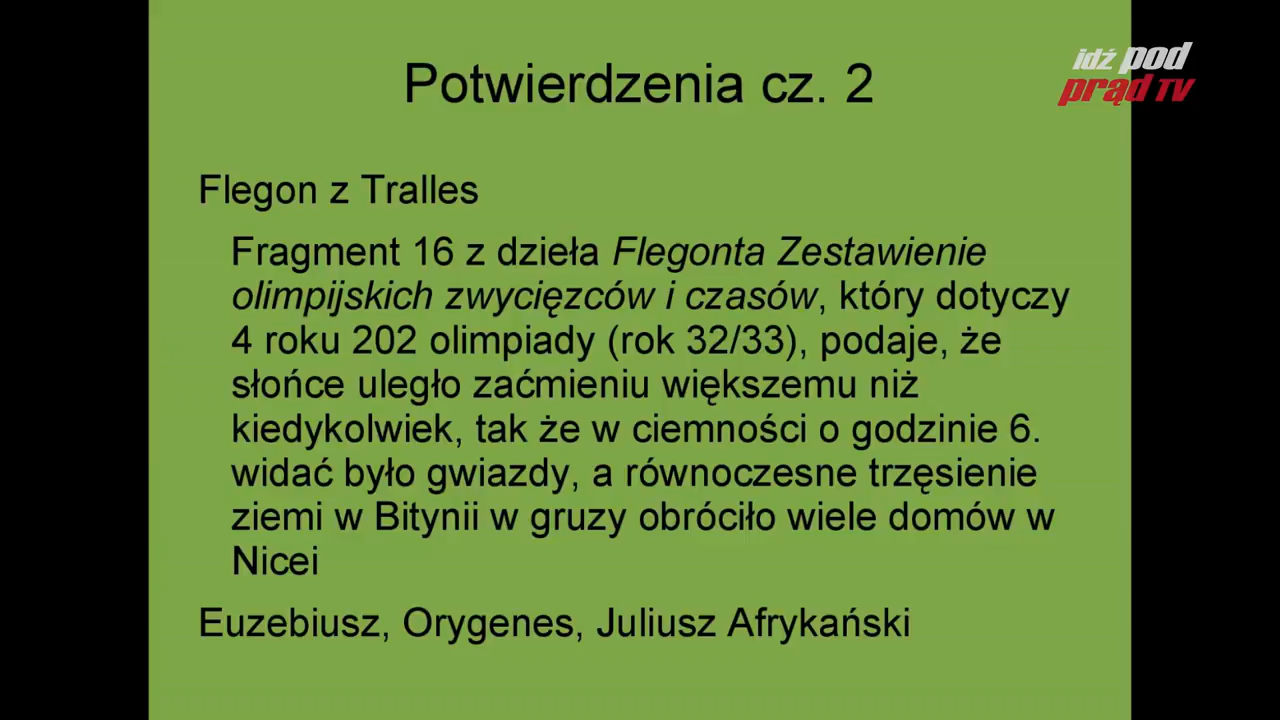 idź pod
prąd TV
Potwierdzenia cz. 2
Flegon z Tralles
Fragment 16 z dzieła Flegonta Zestawienie
olimpijskich zwycięzców i czasów, który dotyczy
4 roku 202 olimpiady (rok 32/33), podaje, że
słońce uległo zaćmieniu większemu niż
kiedykolwiek, tak że w ciemności o godzinie 6.
widać było gwiazdy, a równoczesne trzęsienie
ziemi w Bitynii w gruzy obróciło wiele domów w
Nicei
Euzebiusz, Orygenes, Juliusz Afrykański